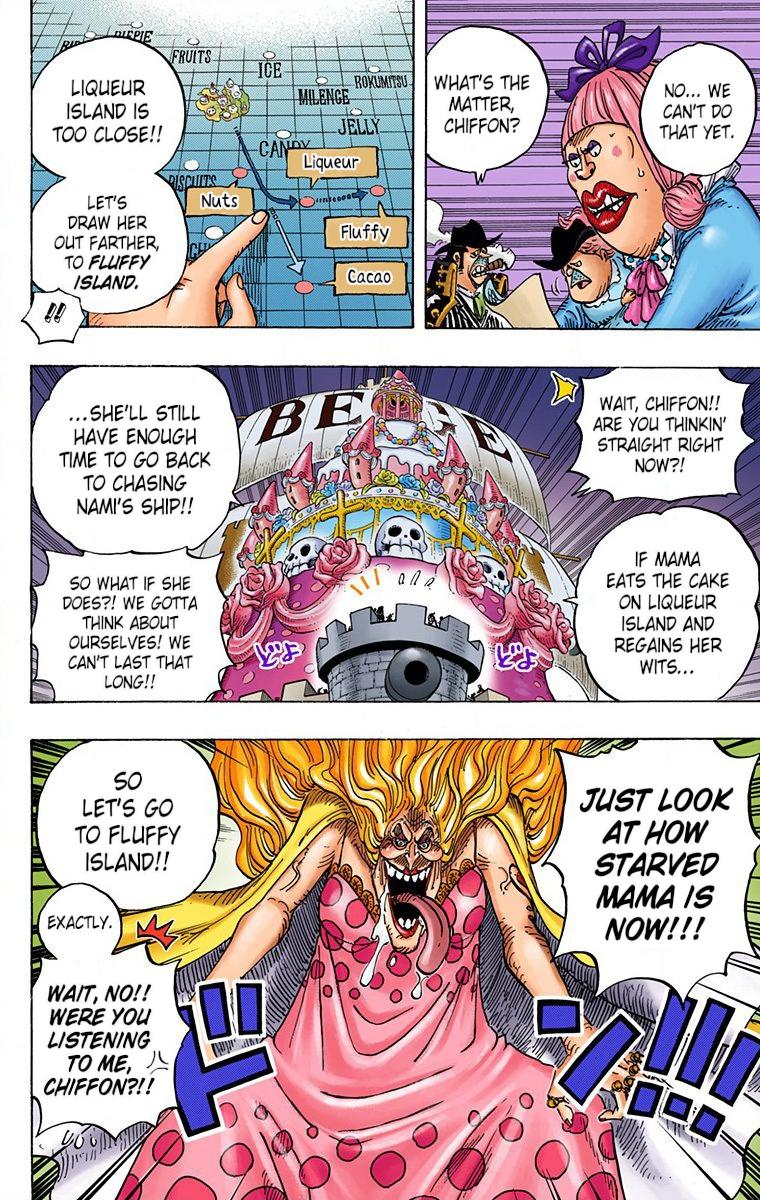 WHAT'S THE
MATTER,
CHIFFON?
NO... WE
CAN'T DO
THAT YET.
LIQUEUR
ISLAND IS
TOO CLOSE!!
LET'S
DRAW HER
OUT FARTHER,
TO FLUFFY
ISLAND.
!!
FRUITS
ICE
ROKUMITSU
MILENGE
JELLY
CANDY
BISCUITS
Liqueur
Nuts
Fluffy
Cacao
WAIT, CHIFFON!!
ARE YOU THINKIN'
STRAIGHT RIGHT
NOW?!
IF MAMA
EATS THE CAKE
ON LIQUEUR
ISLAND AND
REGAINS HER
WITS...
BEGE
どよ
どよ
...SHE'LL STILL
HAVE ENOUGH
TIME TO GO BACK
TO CHASING
NAMI'S SHIP!!
SO WHAT IF SHE
DOES?! WE GOTTA
THINK ABOUT
OURSELVES! WE
CAN'T LAST THAT
LONG!!
JUST LOOK
AT HOW
STARVED
MAMA IS
NOW!!!
SO
LET'S GO
TO FLUFFY
ISLAND!!
EXACTLY.
WAIT, NO!!
WERE YOU
LISTENING
TO ME,
CHIFFON?!!
ドン!!!